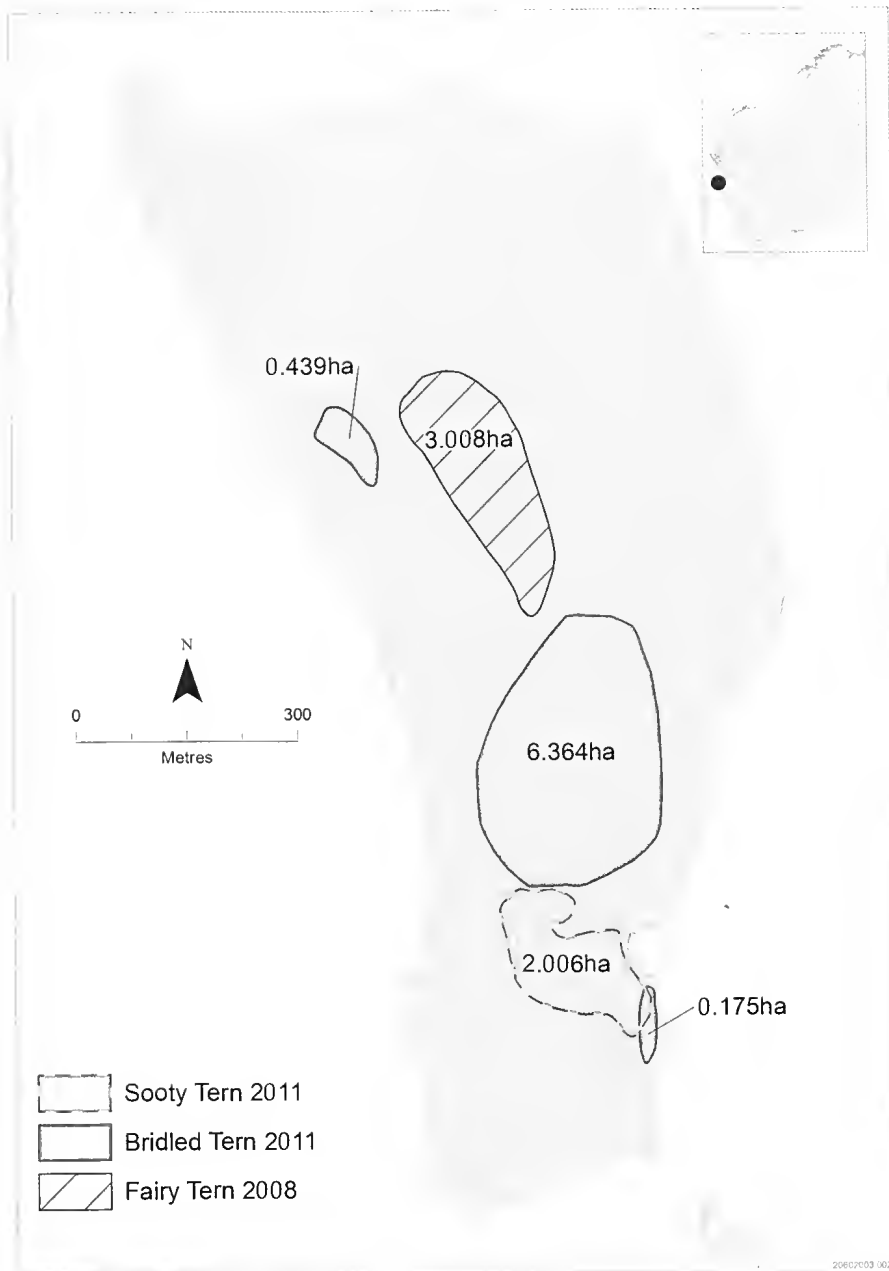 0.439ha
3.008ha
N
0 300
Metres
6.364ha
2.006ha
0.175ha
Sooty Tern 2011
Bridled Tern 2011
Fairy Tern 2008